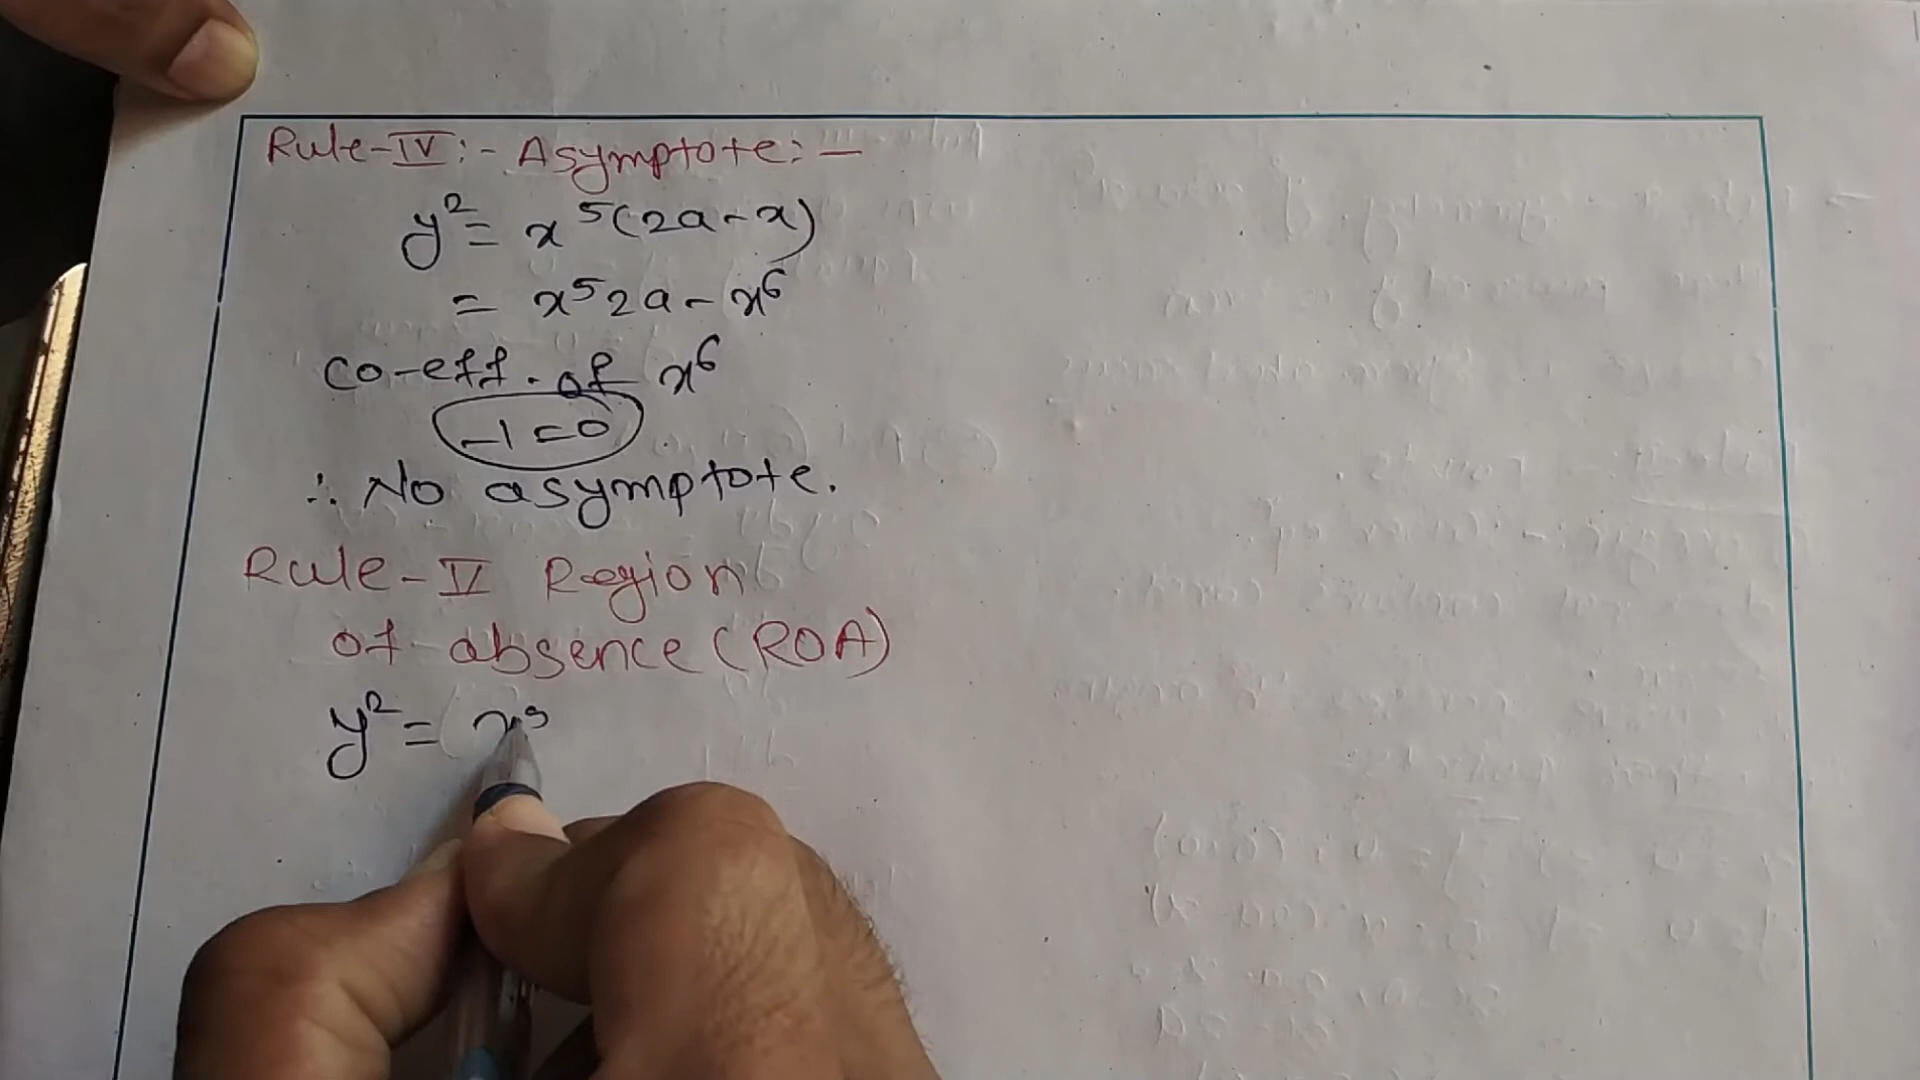 Rule-IV:- Asymptote:-
y²= x⁵(2a-x)
= x⁵2a-x⁶
co-eff. of x⁶
-1=0
∴ No asymptote.
Rule-V Region
of absence (ROA)
y²= x⁵